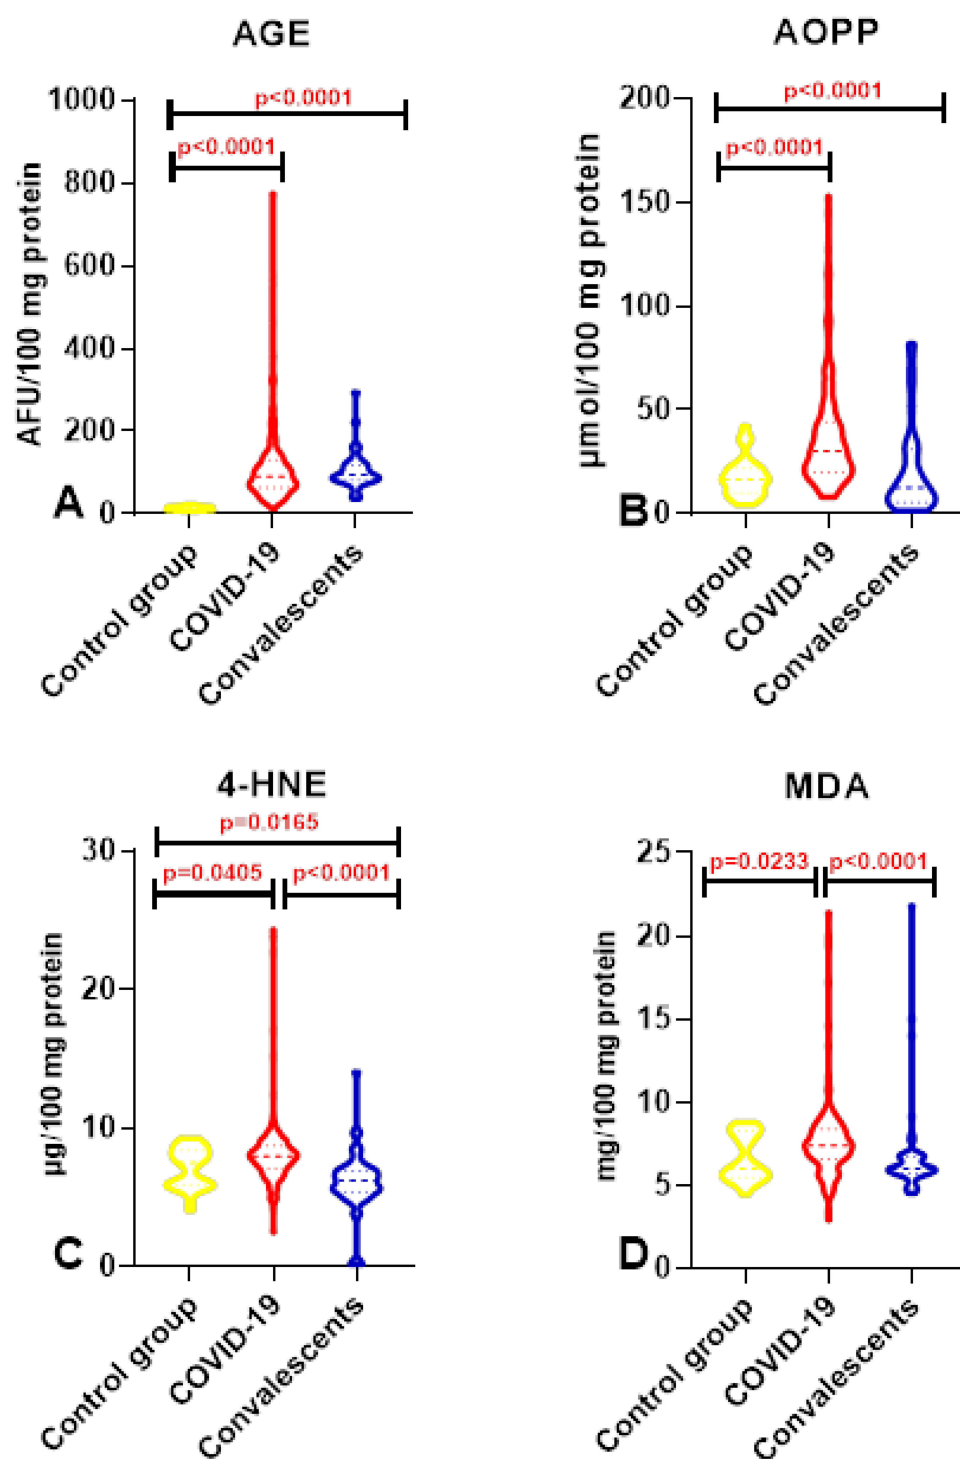 AGE
p<0.0001
p<0.0001
1000
800
600
400
200
0
AFU/100 mg protein
A
Control group
COVID-19
Convalescents
AOPP
p<0.0001
p<0.0001
200
150
100
50
0
µmol/100 mg protein
B
Control group
COVID-19
Convalescents
4-HNE
p=0.0165
p=0.0405
p<0.0001
30
20
10
0
µg/100 mg protein
C
Control group
COVID-19
Convalescents
MDA
p=0.0233
p<0.0001
25
20
15
10
5
0
mg/100 mg protein
D
Control group
COVID-19
Convalescents